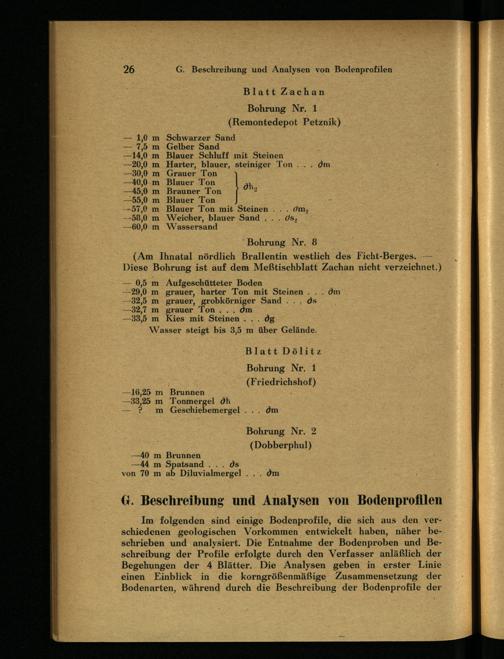 26 G. Beschreibung und Analysen von Bodenprofilen
Blatt Zachan
Bohrung Nr. 1
(Remontedepot Petznik)
— 1,0 m Schwarzer Sand
— 7,5 m Gelber Sand
—14,0 m Blauer Schluff mit Steinen
—20,0 m Harter, blauer, steiniger Ton . . . ∂m
—30,0 m Grauer Ton
—40,0 m Blauer Ton
—45,0 m Brauner Ton } ∂h₂
—55,0 m Blauer Ton
—57,0 m Blauer Ton mit Steinen . . . ∂m₂
—58,0 m Weicher, blauer Sand . . . ∂s₂
—60,0 m Wassersand
Bohrung Nr. 8
(Am Ihnatal nördlich Brallentin westlich des Ficht-Berges. —
Diese Bohrung ist auf dem Meßtischblatt Zachan nicht verzeichnet.)
— 0,5 m Aufgeschütteter Boden
—29,0 m grauer, harter Ton mit Steinen . . . ∂m
—32,5 m grauer, grobkörniger Sand . . . ∂s
—32,7 m grauer Ton . . . ∂m
—33,5 m Kies mit Steinen . . . ∂g
Wasser steigt bis 3,5 m über Gelände.
Blatt Dölitz
Bohrung Nr. 1
(Friedrichshof)
—16,25 m Brunnen
—33,25 m Tonmergel ∂h
— ? m Geschiebemergel . . . ∂m
Bohrung Nr. 2
(Dobberphul)
—40 m Brunnen
—44 m Spatsand . . . ∂s
von 70 m ab Diluvialmergel . . . ∂m
G. Beschreibung und Analysen von Bodenprofilen
Im folgenden sind einige Bodenprofile, die sich aus den ver-
schiedenen geologischen Vorkommen entwickelt haben, näher be-
schrieben und analysiert. Die Entnahme der Bodenproben und Be-
schreibung der Profile erfolgte durch den Verfasser anläßlich der
Begehungen der 4 Blätter. Die Analysen geben in erster Linie
einen Einblick in die korngrößenmäßige Zusammensetzung der
Bodenarten, während durch die Beschreibung der Bodenprofile der